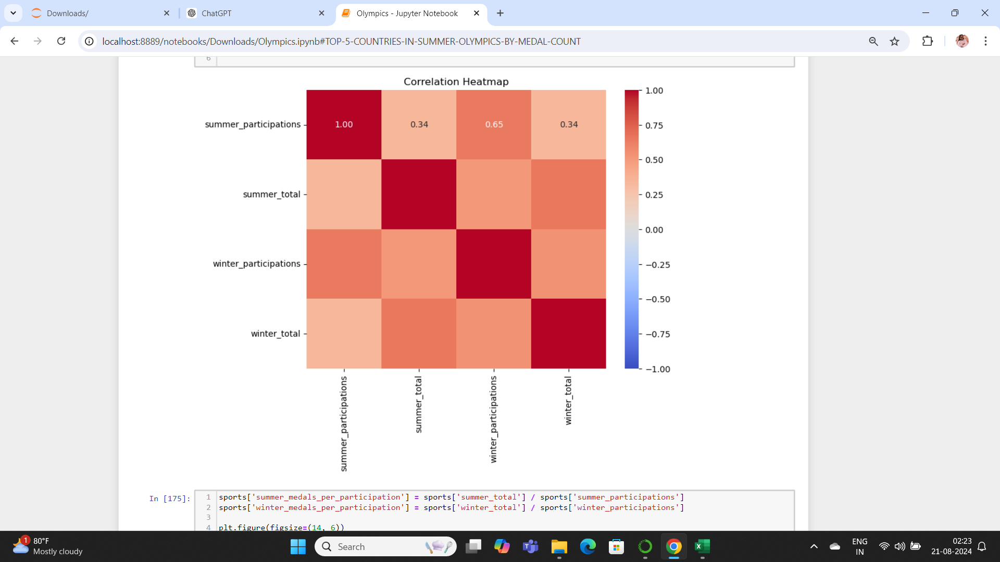 Downloads/
ChatGPT
Olympics - Jupyter Notebook
localhost:8889/notebooks/Downloads/Olympics.ipynb#TOP-5-COUNTRIES-IN-SUMMER-OLYMPICS-BY-MEDAL-COUNT
6
Correlation Heatmap
summer_participations
1.00 0.34 0.65 0.34
summer_total
winter_participations
winter_total
summer_participations
summer_total
winter_participations
winter_total
1.00
0.75
0.50
0.25
0.00
−0.25
−0.50
−0.75
−1.00
In [175]:
1 sports['summer_medals_per_participation'] = sports['summer_total'] / sports['summer_participations']
2 sports['winter_medals_per_participation'] = sports['winter_total'] / sports['winter_participations']
3
4 plt.figure(figsize=(14, 6))
1
80°F
Mostly cloudy
Search
ENG
IN
02:23
21-08-2024